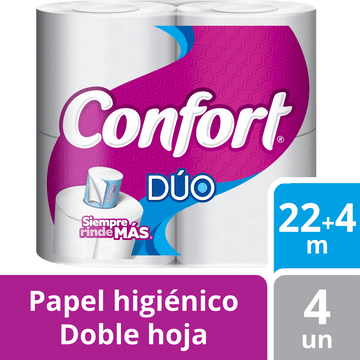 Confort®
DÚO
Siempre
rinde MÁS.
22+4
m
Papel higiénico
Doble hoja
4
un